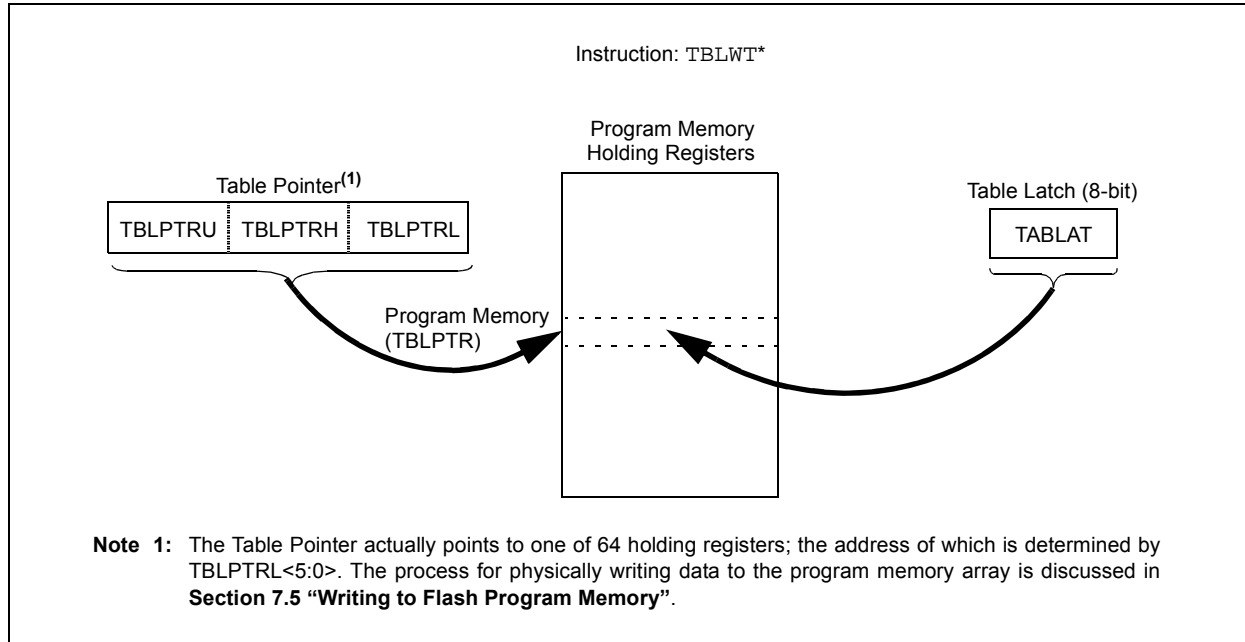 Instruction: TBLWT*
Program Memory
Holding Registers
Table Pointer(1)
Table Latch (8-bit)
TBLPTRU TBLPTRH TBLPTRL
TABLAT
Program Memory
(TBLPTR)
Note 1: The Table Pointer actually points to one of 64 holding registers; the address of which is determined by
TBLPTRL<5:0>. The process for physically writing data to the program memory array is discussed in
Section 7.5 “Writing to Flash Program Memory”.